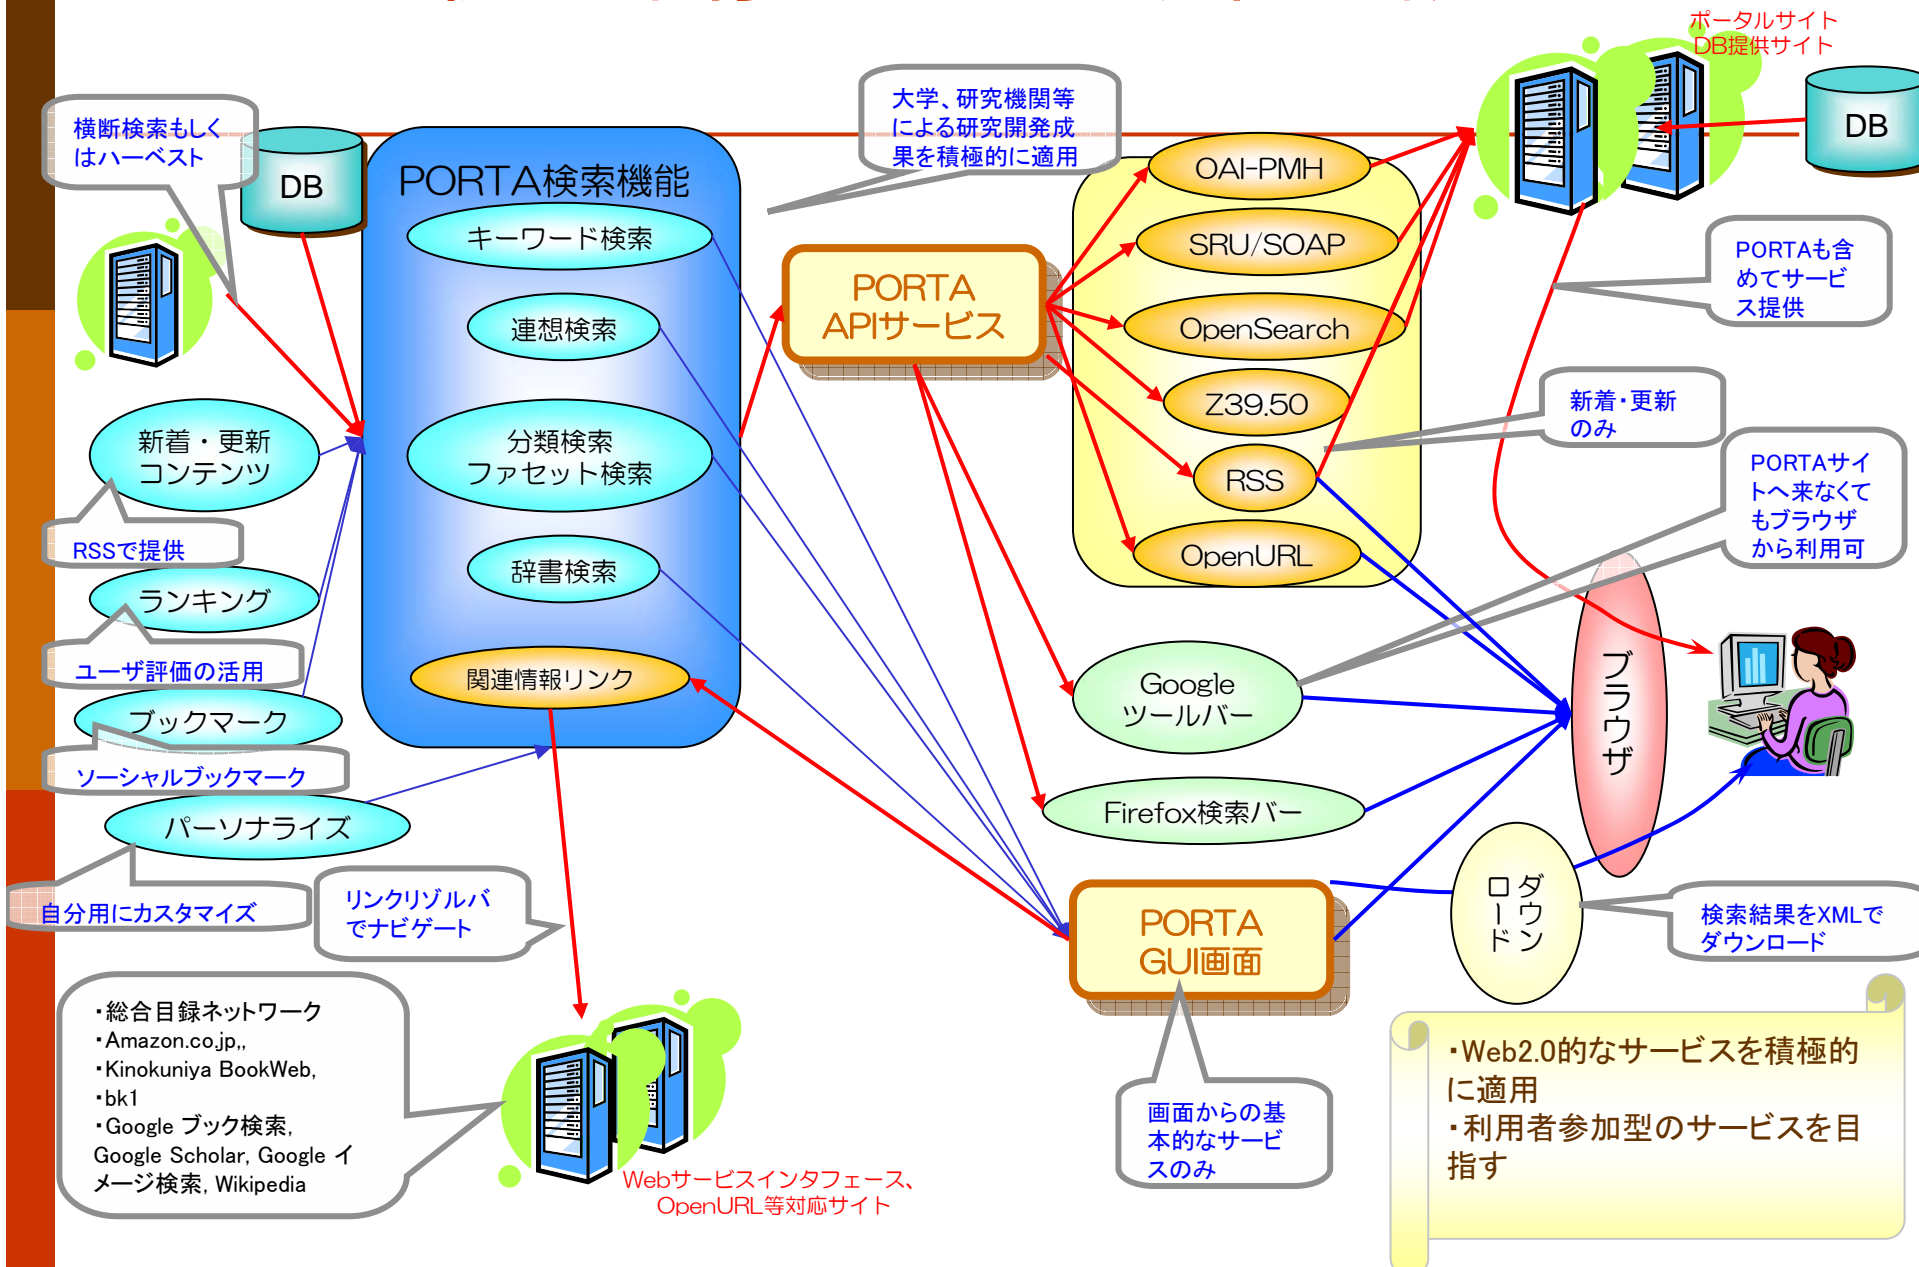 ポータルサイト
DB提供サイト
横断検索もしく
はハーベスト
DB
PORTA検索機能
キーワード検索
連想検索
分類検索
ファセット検索
辞書検索
関連情報リンク
大学、研究機関等
による研究開発成
果を積極的に適用
PORTA
APIサービス
OAI-PMH
SRU/SOAP
OpenSearch
Z39.50
RSS
OpenURL
DB
PORTAも含
めてサービ
ス提供
新着・更新
のみ
PORTAサイ
トへ来なくて
もブラウザ
から利用可
新着・更新
コンテンツ
RSSで提供
ランキング
ユーザ評価の活用
ブックマーク
ソーシャルブックマーク
パーソナライズ
自分用にカスタマイズ
リンクリゾルバ
でナビゲート
Google
ツールバー
Firefox検索バー
ブラウザ
PORTA
GUI画面
ダウン
ロード
検索結果をXMLで
ダウンロード
・総合目録ネットワーク
・Amazon.co.jp,,
・Kinokuniya BookWeb,
・bk1
・Google ブック検索,
Google Scholar, Google イ
メージ検索, Wikipedia
Webサービスインタフェース、
OpenURL等対応サイト
画面からの基
本的なサービ
スのみ
・Web2.0的なサービスを積極的
に適用
・利用者参加型のサービスを目
指す